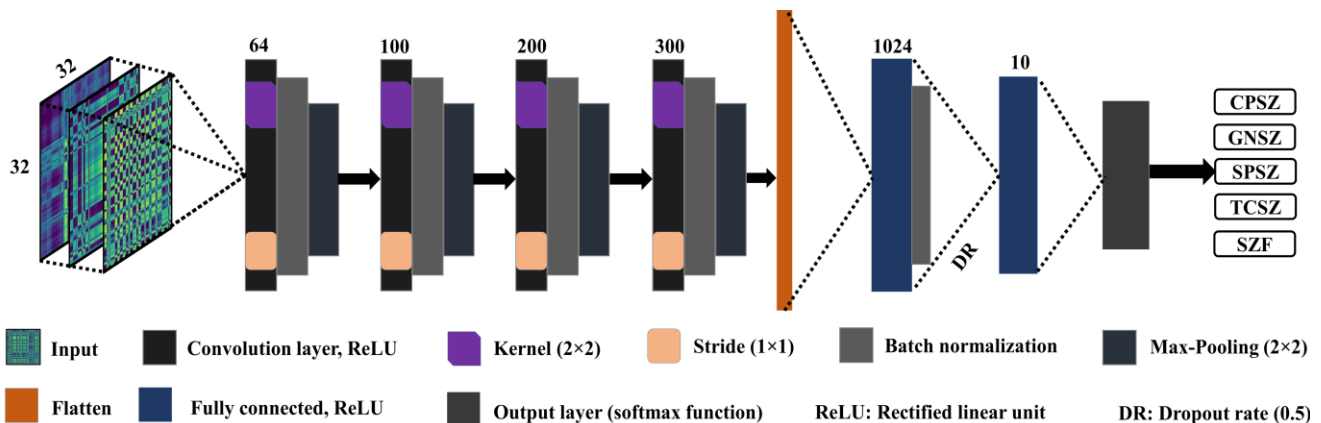 32
32
64
100
200
300
1024
10
DR
CPSZ
GNSZ
SPSZ
TCSZ
SZF
Input
Convolution layer, ReLU
Kernel (2×2)
Stride (1×1)
Batch normalization
Max-Pooling (2×2)
Flatten
Fully connected, ReLU
Output layer (softmax function)
ReLU: Rectified linear unit
DR: Dropout rate (0.5)